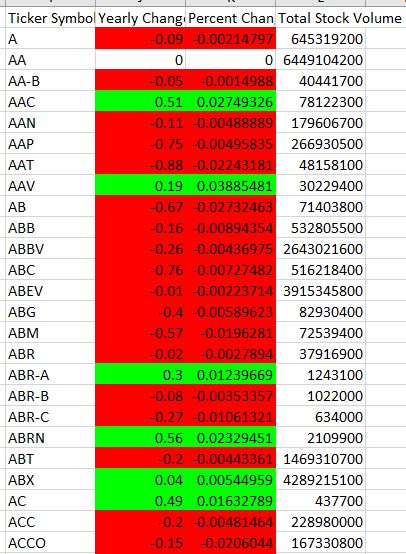 Ticker Symbol Yearly Chang Percent Chan Total Stock Volume
A -0.09 -0.00214797 645319200
AA 0 0 6449104200
AA-B -0.05 -0.0014988 40441700
AAC 0.51 0.02749326 78122300
AAN -0.11 -0.00488889 179606700
AAP -0.75 -0.00495835 266930500
AAT -0.88 -0.02243181 48158100
AAV 0.19 0.03885481 30229400
AB -0.67 -0.02732463 71403800
ABB -0.16 -0.00894354 532805500
ABBV -0.26 -0.00436975 2643021600
ABC -0.76 -0.00727482 516218400
ABEV -0.01 -0.00223714 3915345800
ABG -0.4 -0.00589623 82930400
ABM -0.57 -0.0196281 72539400
ABR -0.02 -0.0027894 37916900
ABR-A 0.3 0.01239669 1243100
ABR-B -0.08 -0.00353357 1022000
ABR-C -0.27 -0.01061321 634000
ABRN 0.56 0.02329451 2109900
ABT -0.2 -0.00443361 1469310700
ABX 0.04 0.00544959 4289215100
AC 0.49 0.01632789 437700
ACC -0.2 -0.00481464 228980000
ACCO -0.15 -0.0206044 167330800